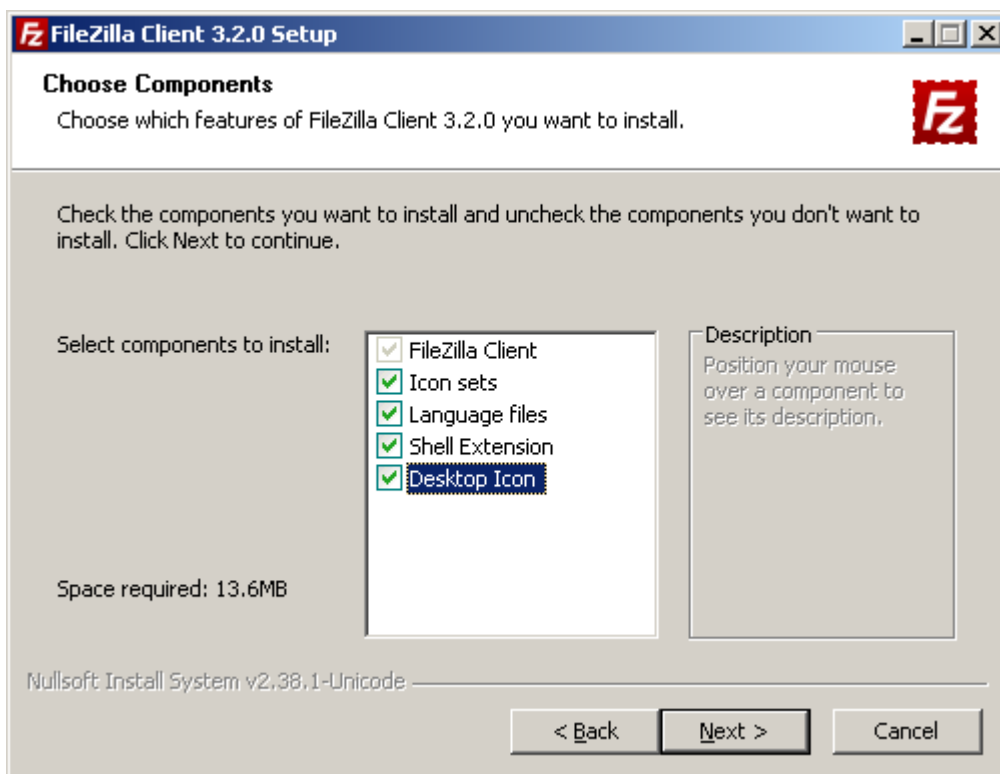 FileZilla Client 3.2.0 Setup
Choose Components
Choose which features of FileZilla Client 3.2.0 you want to install.
Fz
Check the components you want to install and uncheck the components you don't want to
install. Click Next to continue.
Select components to install:
FileZilla Client
Icon sets
Language files
Shell Extension
Desktop Icon
Description
Position your mouse
over a component to
see its description.
Space required: 13.6MB
Nullsoft Install System v2.38.1-Unicode
< Back
Next >
Cancel